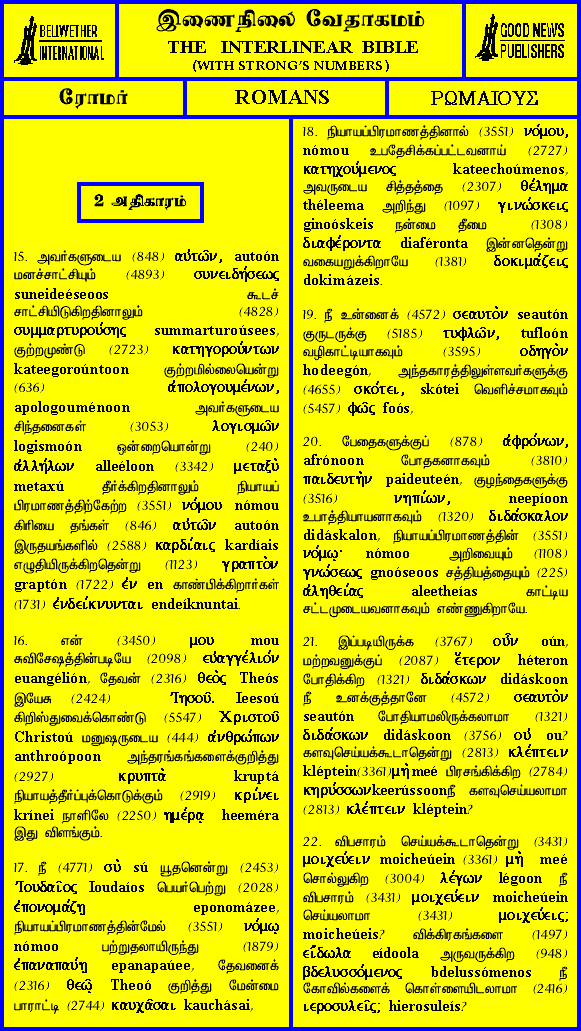 BELLWETHER
INTERNATIONAL
இணைநிலை வேதாகமம்
THE INTERLINEAR BIBLE
(WITH STRONG'S NUMBERS)
GOOD NEWS
PUBLISHERS
ரோமர்
ROMANS
ΡΩΜΑΙΟΥΣ
2 அதிகாரம்
15. அவர்களுடைய (848) αὐτῶν, autoón
மனச்சாட்சியும் (4893) συνειδήσεως
suneideéseoos கூடச்
சாட்சியிடுகிறதினாலும் (4828)
συμμαρτυρούσης summarturoúsees,
குற்றமுண்டு (2723) κατηγορούντων
kateegoroúntoon குற்றமில்லையென்று
(636) ἀπολογουμένων,
apologouménoon அவர்களுடைய
சிந்தனைகள் (3053) λογισμῶν
logismoón ஒன்றையொன்று (240)
ἀλλήλων alleéloon (3342) μεταξὺ
metaxú தீர்க்கிறதினாலும் நியாயப்
பிரமாணத்திற்கேற்ற (3551) νόμου nómou
கிரியை தங்கள் (846) αὐτῶν autoón
இருதயங்களில் (2588) καρδίαις kardíais
எழுதியிருக்கிறதென்று (1123) γραπτὸν
graptón (1722) ἐν en காண்பிக்கிறார்கள்
(1731) ἐνδείκνυνται endeíknuntai.
16. என் (3450) μου mou
சுவிசேஷத்தின்படியே (2098) εὐαγγέλιόν
euangélión, தேவன் (2316) θεὸς Theós
இயேசு (2424) Ἰησοῦ. Ieesoú
கிறிஸ்துவைக்கொண்டு (5547) Χριστοῦ
Christoú மனுஷருடைய (444) ἀνθρώπων
anthroópoon அந்தரங்கங்களைக்குறித்து
(2927) κρυπτὰ kruptá
நியாயத்தீர்ப்புக்கொடுக்கும் (2919) κρίνει
krínei நாளிலே (2250) ἡμέρᾳ heeméra
இது விளங்கும்.
17. நீ (4771) σὺ sú யூதனென்று (2453)
Ἰουδαῖος Ioudaíos பெயர்பெற்று (2028)
ἐπονομάζῃ eponomázee,
நியாயப்பிரமாணத்தின்மேல் (3551) νόμῳ
nómoo பற்றுதலாயிருந்து (1879)
ἐπαναπαύῃ epanapaúee, தேவனைக்
(2316) θεῷ Theoó குறித்து மேன்மை
பாராட்டி (2744) καυχᾶσαι kauchásai,
18. நியாயப்பிரமாணத்தினால் (3551) νόμου,
nómou உபதேசிக்கப்பட்டவனாய் (2727)
κατηχούμενος kateechoúmenos,
அவருடைய சித்தத்தை (2307) θέλημα
théleema அறிந்து (1097) γινώσκεις
ginoóskeis நன்மை தீமை (1308)
διαφέροντα diaféronta இன்னதென்று
வகையறுக்கிறாயே (1381) δοκιμάζεις
dokimázeis.
19. நீ உன்னைக் (4572) σεαυτὸν seautón
குருடருக்கு (5185) τυφλῶν, tufloón
வழிகாட்டியாகவும் (3595) ὁδηγὸν
hodeegón, அந்தகாரத்திலுள்ளவர்களுக்கு
(4655) σκότει, skótei வெளிச்சமாகவும்
(5457) φῶς foós,
20. பேதைகளுக்குப் (878) ἀφρόνων,
afrónoon போதகனாகவும் (3810)
παιδευτὴν paideuteén, குழந்தைகளுக்கு
(3516) νηπίων, neepíoon
உபாத்தியாயனாகவும் (1320) διδάσκαλον
didáskalon, நியாயப்பிரமாணத்தின் (3551)
νόμῳ· nómoo அறிவையும் (1108)
γνώσεως gnoóseoos சத்தியத்தையும் (225)
ἀληθείας aleetheías காட்டிய
சட்டமுடையவனாகவும் எண்ணுகிறாயே.
21. இப்படியிருக்க (3767) οὖν oún,
மற்றவனுக்குப் (2087) ἕτερον héteron
போதிக்கிற (1321) διδάσκων didáskoon
நீ உனக்குத்தானே (4572) σεαυτὸν
seautón போதியாமலிருக்கலாமா (1321)
διδάσκων didáskoon (3756) οὐ ou?
களவுசெய்யக்கூடாதென்று (2813) κλέπτειν
kléptein(3361)μὴ meé பிரசங்கிக்கிற (2784)
κηρύσσωνkeerússoonநீ களவுசெய்யலாமா
(2813) κλέπτειν kléptein?
22. விபசாரம் செய்யக்கூடாதென்று (3431)
μοιχεύειν moicheúein (3361) μὴ meé
சொல்லுகிற (3004) λέγων légoon நீ
விபசாரம் (3431) μοιχεύειν moicheúein
செய்யலாமா (3431) μοιχεύεις;
moicheúeis? விக்கிரகங்களை (1497)
εἴδωλα eídoola அருவருக்கிற (948)
βδελυσσόμενος bdelussómenos நீ
கோவில்களைக் கொள்ளையிடலாமா (2416)
ιεροσυλεῖς; hierosuleís?